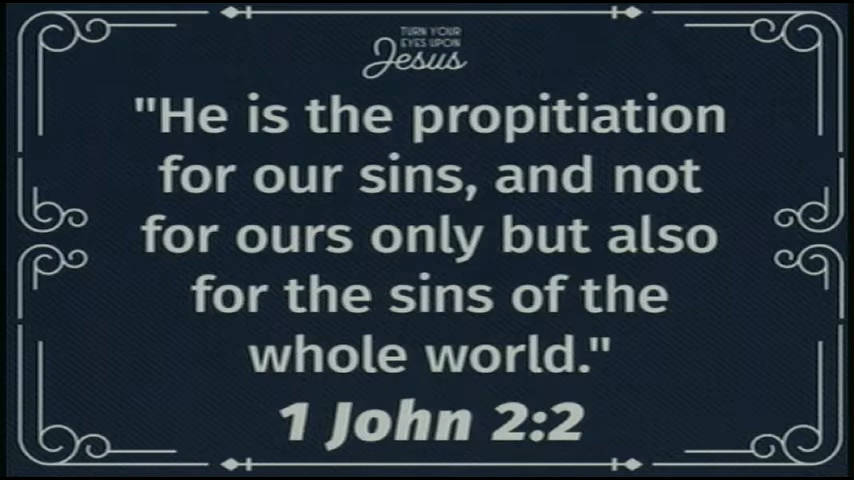 TURN YOUR
EYES UPON
Jesus
"He is the propitiation
for our sins, and not
for ours only but also
for the sins of the
whole world."
1 John 2:2